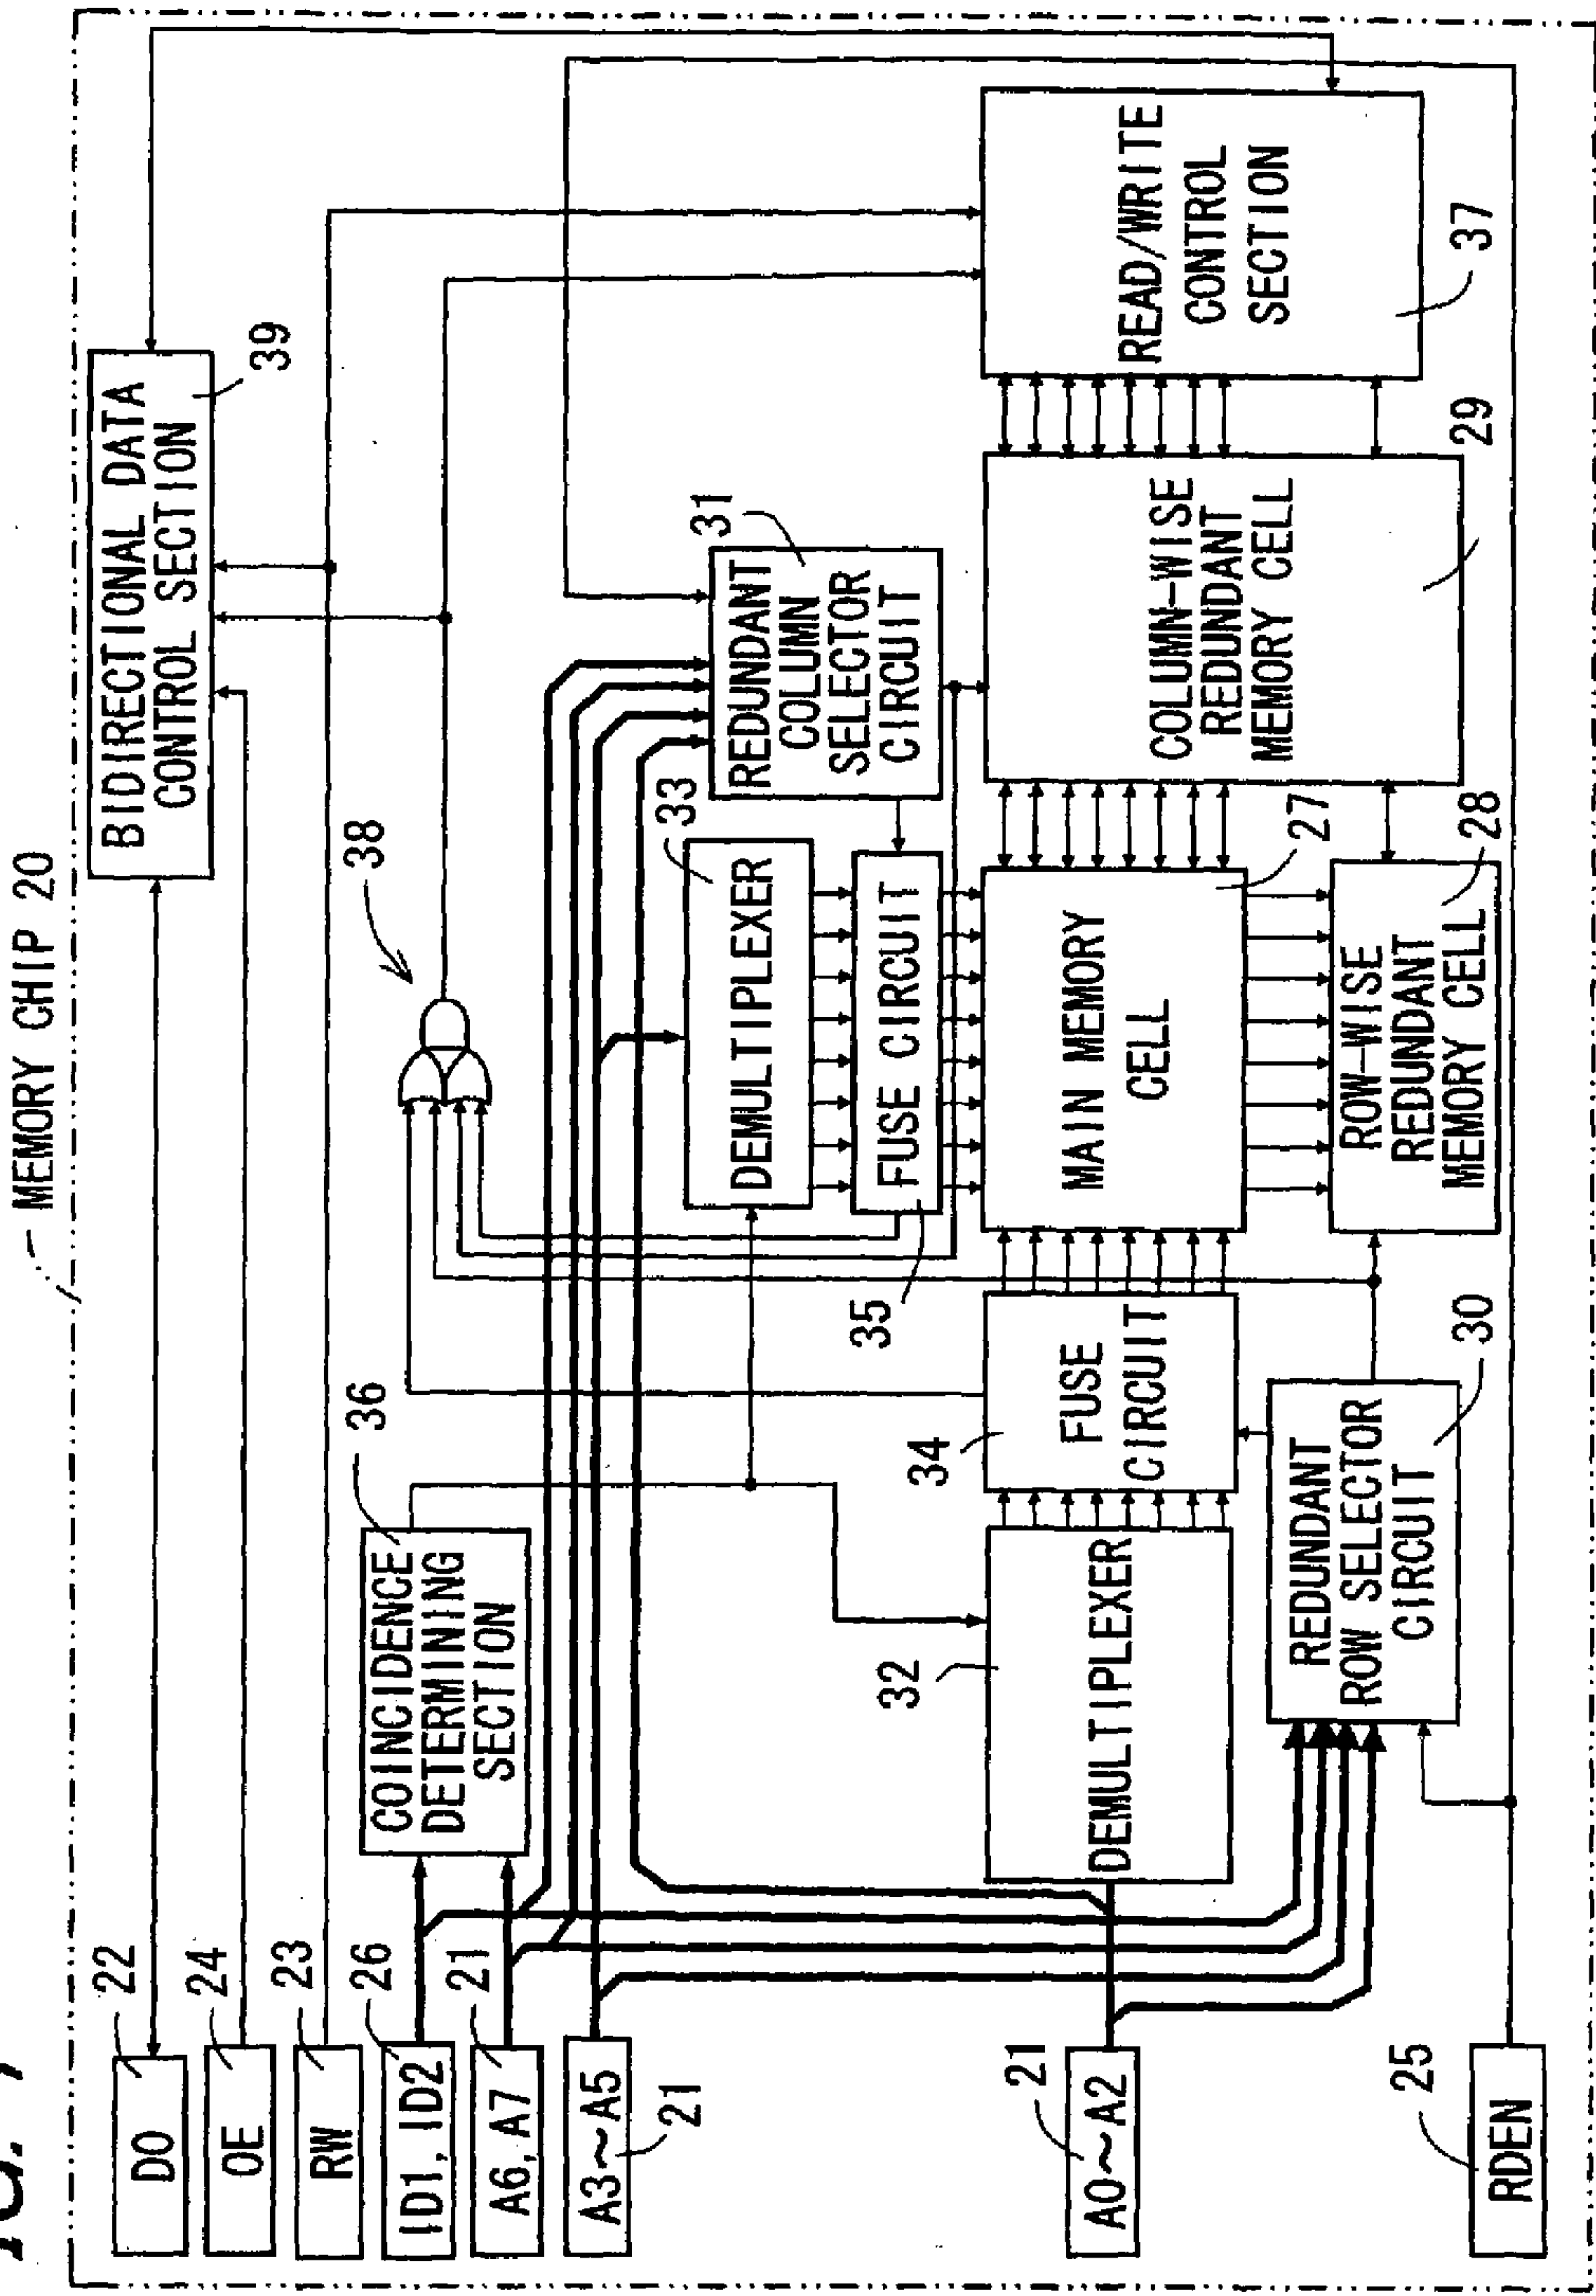 MEMORY CHIP 20
DO
22
OE
24
RW
23
ID1, ID2
26
A6, A7
21
A3~A5
21
A0~A2
21
RDEN
25
BIDIRECTIONAL DATA
CONTROL SECTION
39
38
COINCIDENCE
DETERMINING
SECTION
36
DEMULTIPLEXER
33
REDUNDANT
COLUMN
SELECTOR
CIRCUIT
31
FUSE CIRCUIT
35
DEMULTIPLEXER
32
FUSE
CIRCUIT
34
MAIN MEMORY
CELL
27
COLUMN-WISE
REDUNDANT
MEMORY CELL
29
READ/WRITE
CONTROL
SECTION
37
REDUNDANT
ROW SELECTOR
CIRCUIT
30
ROW-WISE
REDUNDANT
MEMORY CELL
28